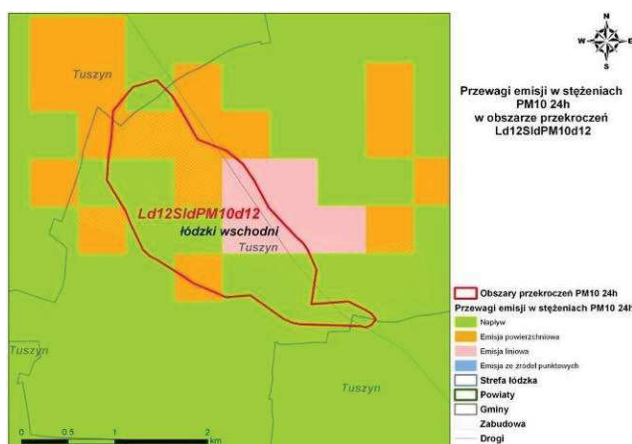 Tuszyn
Ld12SldPM10d12
łódzki wschodni
Tuszyn
Tuszyn
Tuszyn
0 0.5 1 2
km
N
W E
S
Przewagi emisji w stężeniach
PM10 24h
w obszarze przekroczeń
Ld12SldPM10d12
Obszary przekroczeń PM10 24h
Przewagi emisji w stężeniach PM10 24h
Napływ
Emisja powierzchniowa
Emisja liniowa
Emisja ze źródeł punktowych
Strefa łódzka
Powiaty
Gminy
Zabudowa
Drogi